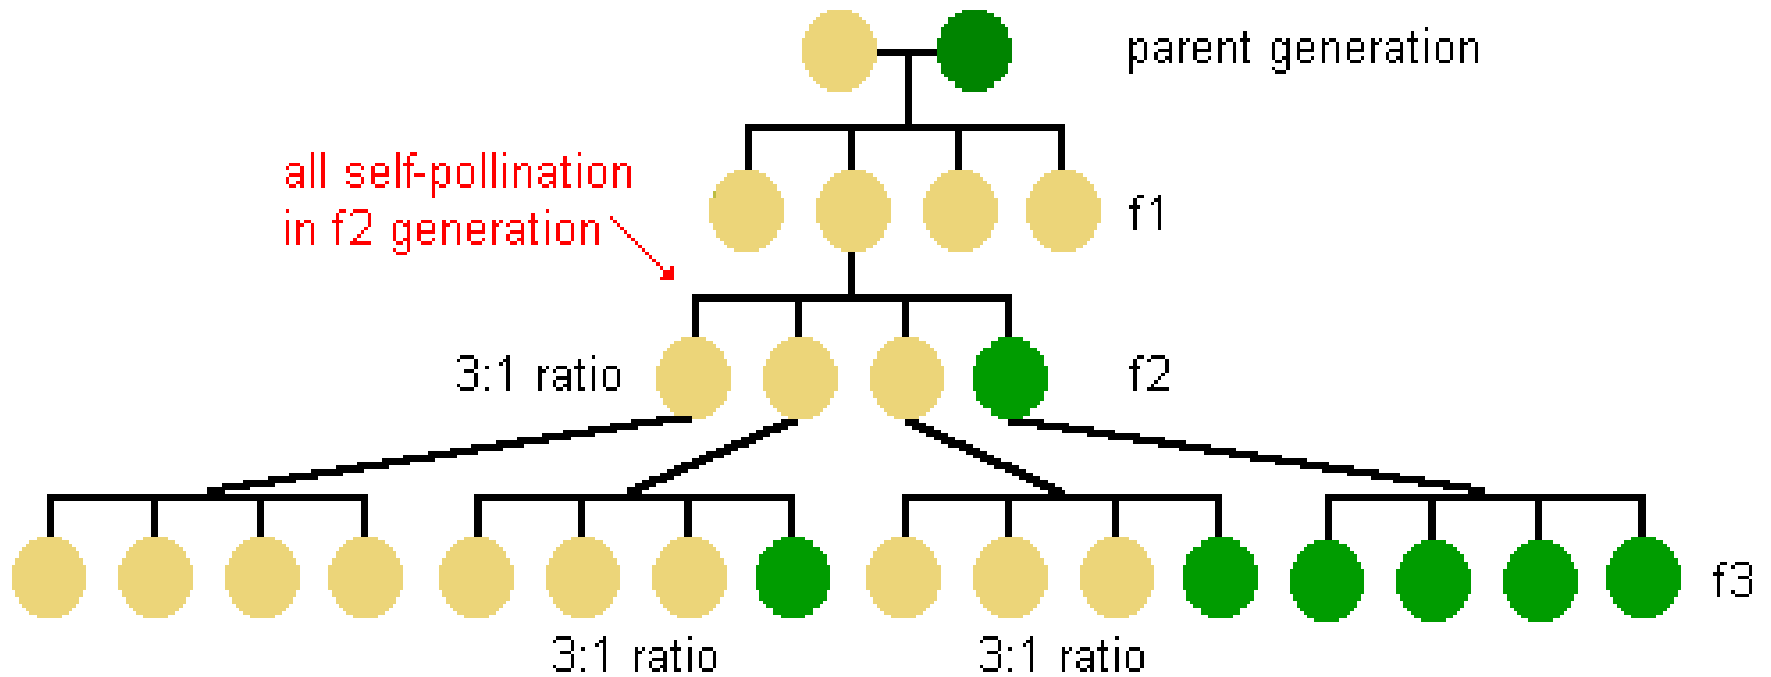 parent generation
all self-pollination
in f2 generation
f1
3:1 ratio
f2
f3
3:1 ratio
3:1 ratio